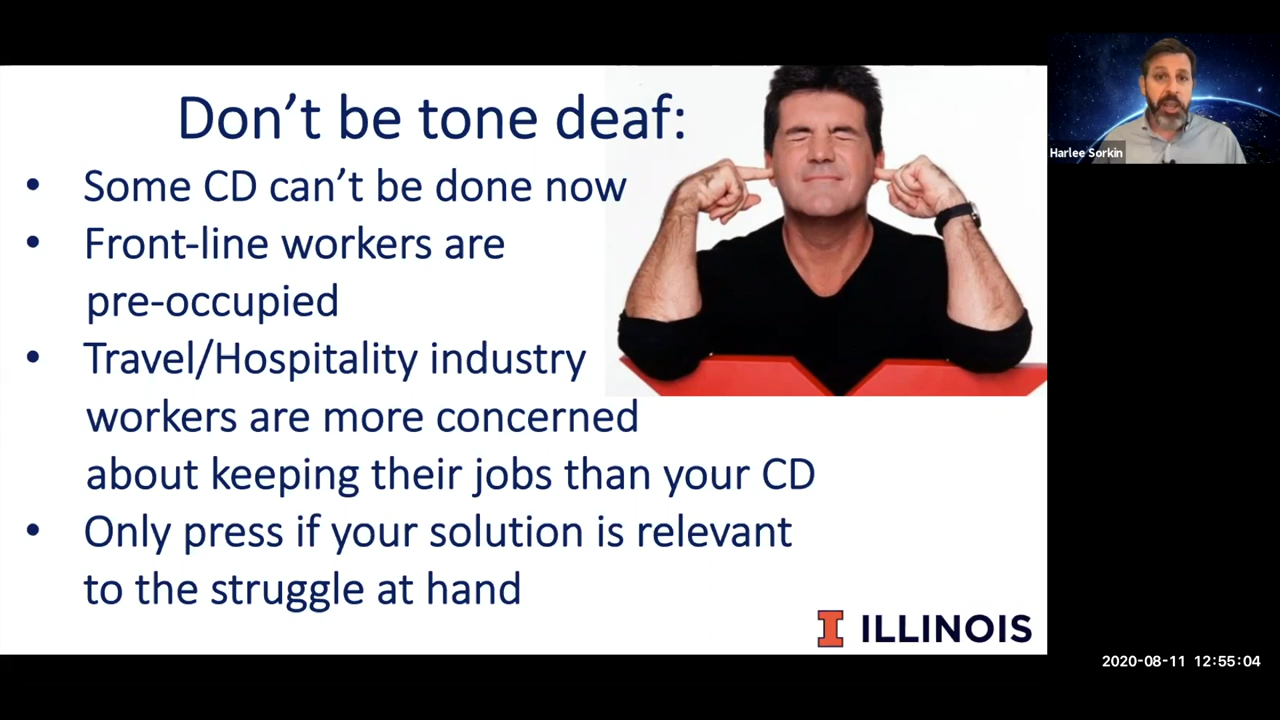 Don't be tone deaf:
• Some CD can't be done now
• Front-line workers are
pre-occupied
• Travel/Hospitality industry
workers are more concerned
about keeping their jobs than your CD
• Only press if your solution is relevant
to the struggle at hand
I ILLINOIS
Harlee Sorkin
2020-08-11 12:55:04